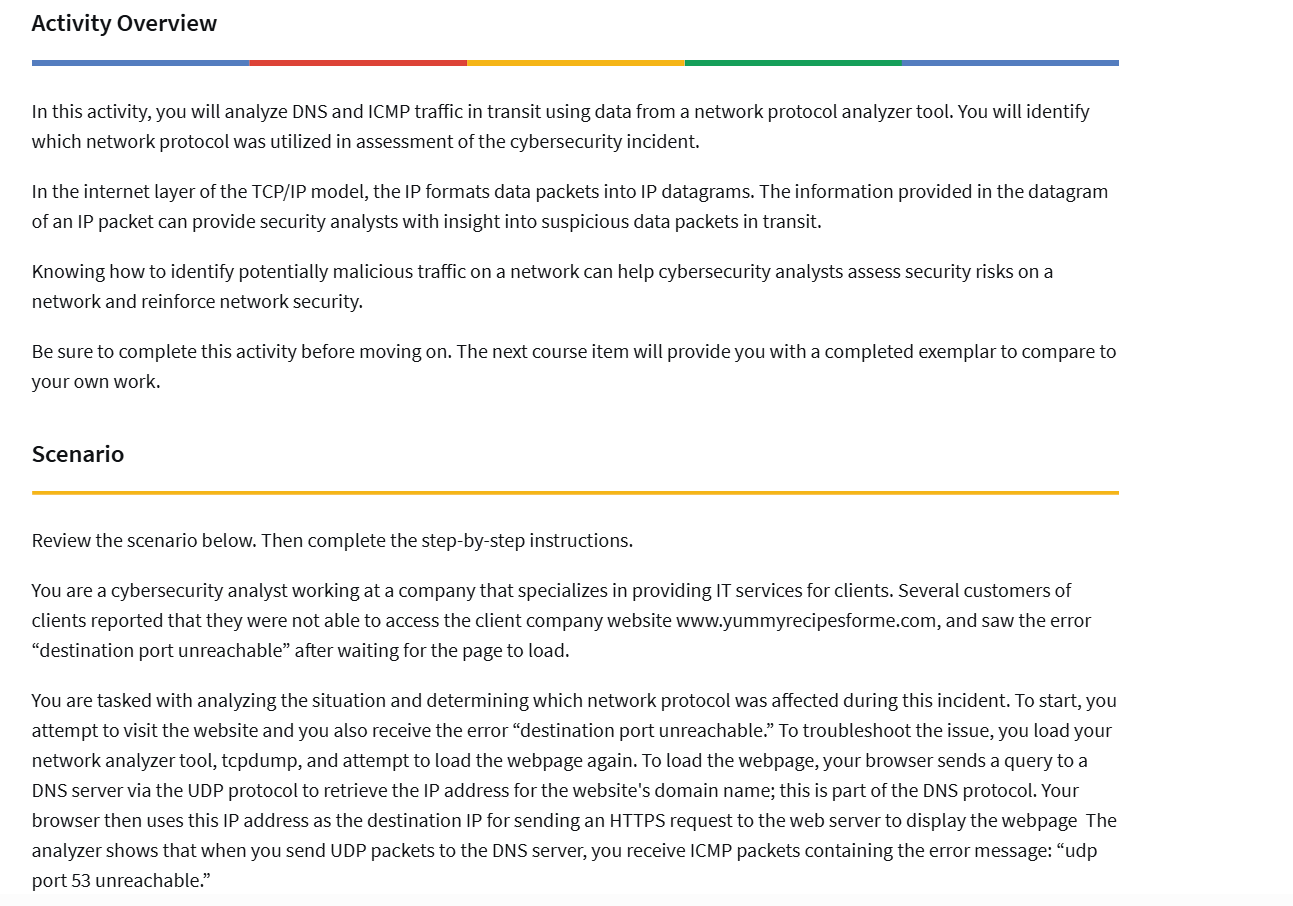 Activity Overview
In this activity, you will analyze DNS and ICMP traffic in transit using data from a network protocol analyzer tool. You will identify
which network protocol was utilized in assessment of the cybersecurity incident.
In the internet layer of the TCP/IP model, the IP formats data packets into IP datagrams. The information provided in the datagram
of an IP packet can provide security analysts with insight into suspicious data packets in transit.
Knowing how to identify potentially malicious traffic on a network can help cybersecurity analysts assess security risks on a
network and reinforce network security.
Be sure to complete this activity before moving on. The next course item will provide you with a completed exemplar to compare to
your own work.
Scenario
Review the scenario below. Then complete the step-by-step instructions.
You are a cybersecurity analyst working at a company that specializes in providing IT services for clients. Several customers of
clients reported that they were not able to access the client company website www.yummyrecipesforme.com, and saw the error
“destination port unreachable” after waiting for the page to load.
You are tasked with analyzing the situation and determining which network protocol was affected during this incident. To start, you
attempt to visit the website and you also receive the error “destination port unreachable.” To troubleshoot the issue, you load your
network analyzer tool, tcpdump, and attempt to load the webpage again. To load the webpage, your browser sends a query to a
DNS server via the UDP protocol to retrieve the IP address for the website's domain name; this is part of the DNS protocol. Your
browser then uses this IP address as the destination IP for sending an HTTPS request to the web server to display the webpage  The
analyzer shows that when you send UDP packets to the DNS server, you receive ICMP packets containing the error message: “udp
port 53 unreachable.”